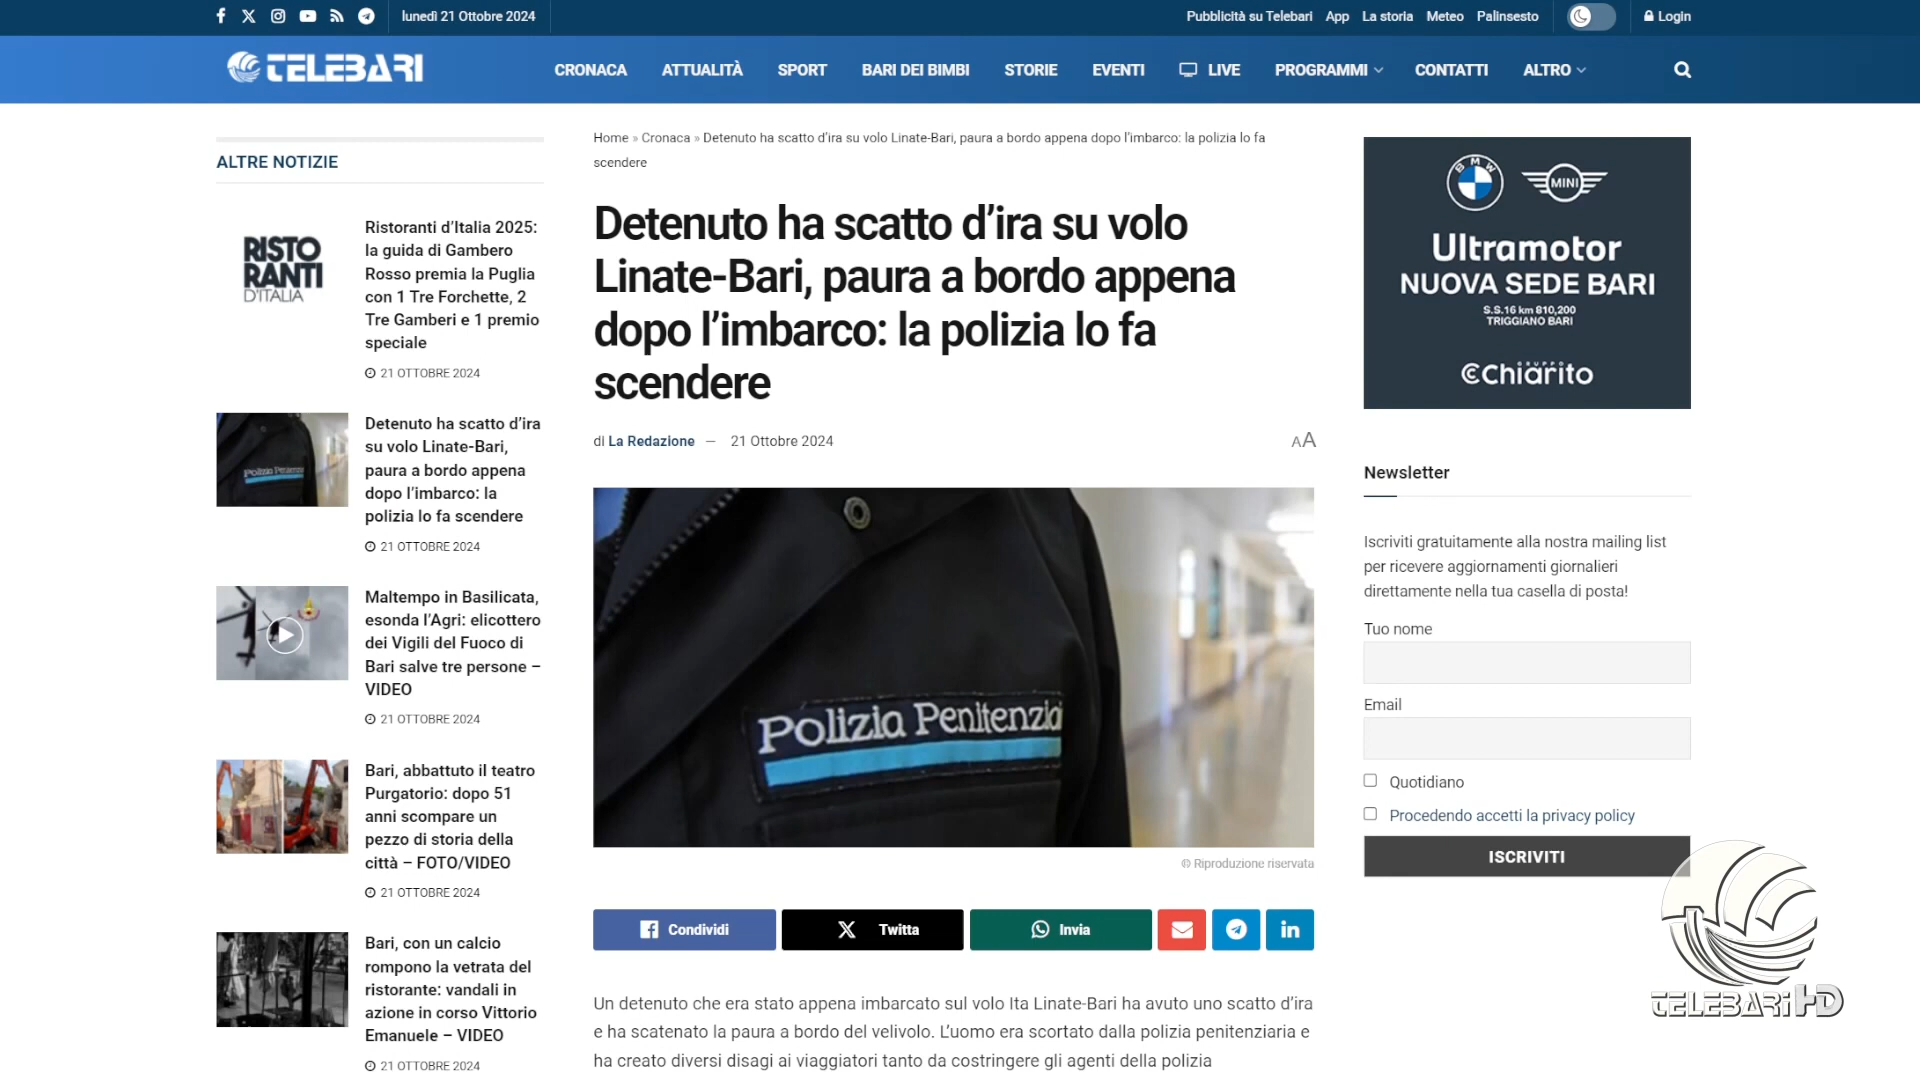 lunedì 21 Ottobre 2024
Pubblicità su Telebari App La storia Meteo Palinsesto
Login
TELEBARI
CRONACA ATTUALITÀ SPORT BARI DEI BIMBI STORIE EVENTI LIVE PROGRAMMI CONTATTI ALTRO
ALTRE NOTIZIE
RISTO
RANTI
D'ITALIA
Ristoranti d’Italia 2025:
la guida di Gambero
Rosso premia la Puglia
con 1 Tre Forchette, 2
Tre Gamberi e 1 premio
speciale
21 OTTOBRE 2024
Polizia Penitenzia
Detenuto ha scatto d’ira
su volo Linate-Bari,
paura a bordo appena
dopo l’imbarco: la
polizia lo fa scendere
21 OTTOBRE 2024
Maltempo in Basilicata,
esonda l’Agri: elicottero
dei Vigili del Fuoco di
Bari salve tre persone –
VIDEO
21 OTTOBRE 2024
Bari, abbattuto il teatro
Purgatorio: dopo 51
anni scompare un
pezzo di storia della
città – FOTO/VIDEO
21 OTTOBRE 2024
Bari, con un calcio
rompono la vetrata del
ristorante: vandali in
azione in corso Vittorio
Emanuele – VIDEO
21 OTTOBRE 2024
Home » Cronaca » Detenuto ha scatto d’ira su volo Linate-Bari, paura a bordo appena dopo l’imbarco: la polizia lo fa
scendere
Detenuto ha scatto d’ira su volo
Linate-Bari, paura a bordo appena
dopo l’imbarco: la polizia lo fa
scendere
di La Redazione — 21 Ottobre 2024
AA
Polizia Penitenzia
© Riproduzione riservata
Condividi
Twitta
Invia
Un detenuto che era stato appena imbarcato sul volo Ita Linate-Bari ha avuto uno scatto d’ira
e ha scatenato la paura a bordo del velivolo. L’uomo era scortato dalla polizia penitenziaria e
ha creato diversi disagi ai viaggiatori tanto da costringere gli agenti della polizia
BMW
MINI
Ultramotor
NUOVA SEDE BARI
S.S.16 km 810,200
TRIGGIANO BARI
GRUPPO
Chiarito
Newsletter
Iscriviti gratuitamente alla nostra mailing list
per ricevere aggiornamenti giornalieri
direttamente nella tua casella di posta!
Tuo nome
Email
Quotidiano
Procedendo accetti la privacy policy
ISCRIVITI
TELEBARI HD